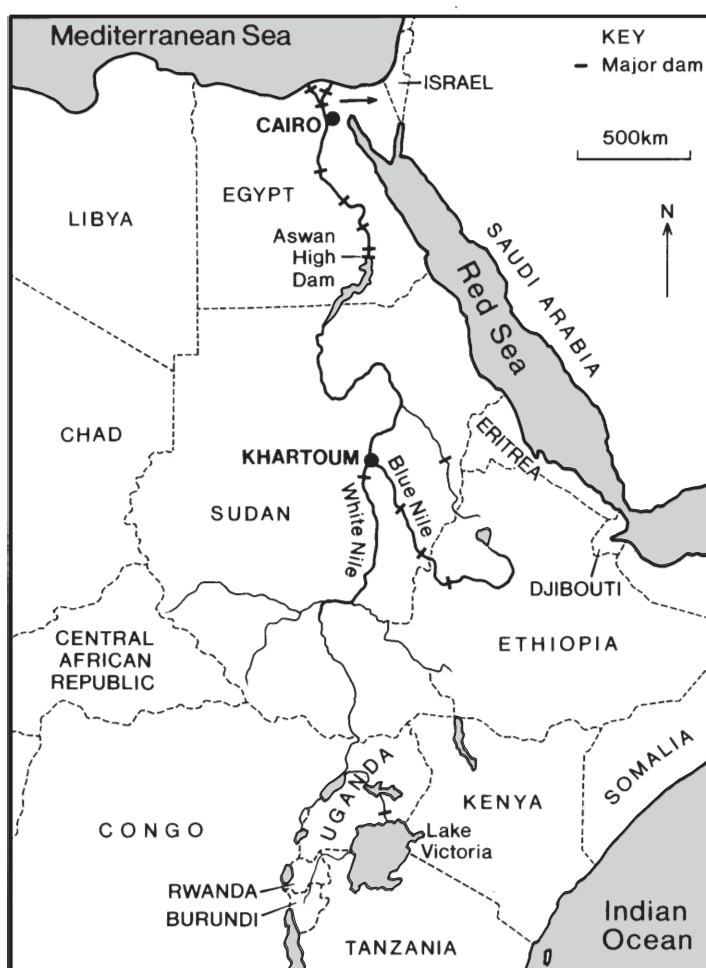 Mediterranean Sea
KEY
Major dam
ISRAEL
CAIRO
500km
N
EGYPT
LIBYA
Aswan
High
Dam
SAUDI ARABIA
Red Sea
CHAD
ERITREA
KHARTOUM
Blue Nile
White Nile
SUDAN
DJIBOUTI
CENTRAL
AFRICAN
REPUBLIC
ETHIOPIA
SOMALIA
UGANDA
KENYA
CONGO
Lake
Victoria
RWANDA
BURUNDI
Indian
Ocean
TANZANIA